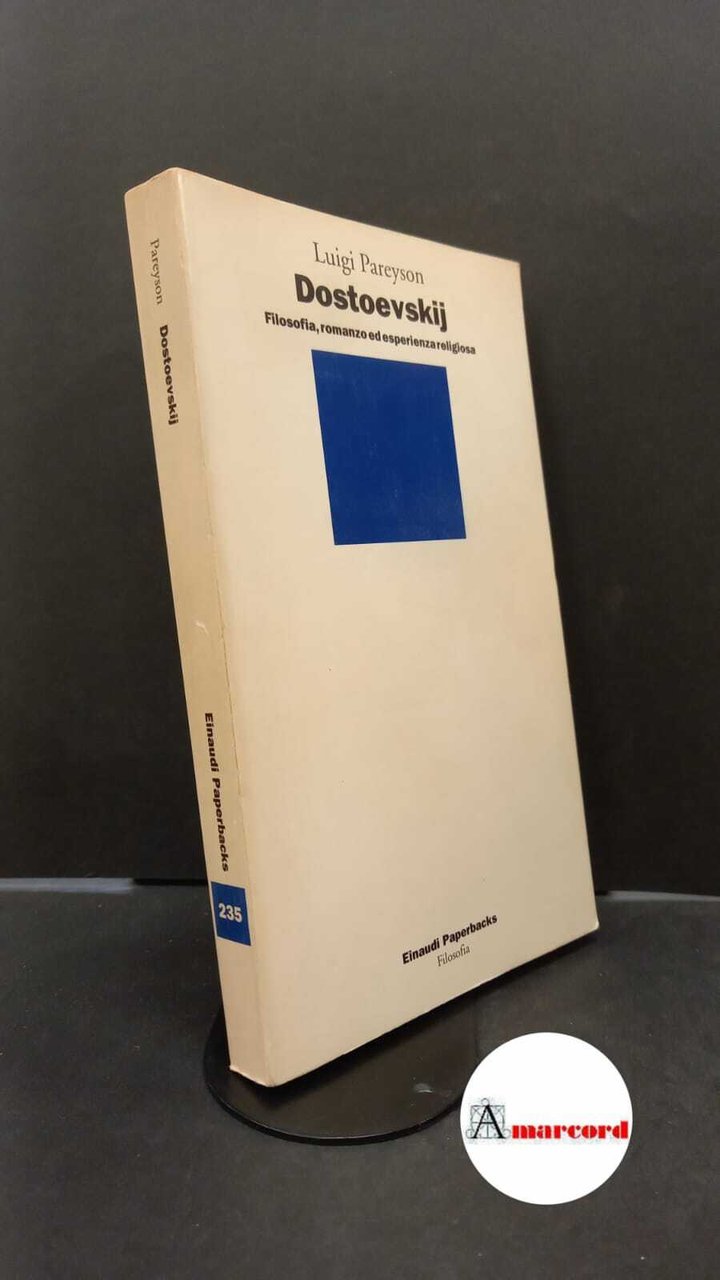 Luigi Pareyson
Dostoevskij
Filosofia, romanzo ed esperienza religiosa
Einaudi Paperbacks
Filosofia
Pareyson Dostoevskij
Einaudi Paperbacks
235
Amarcord